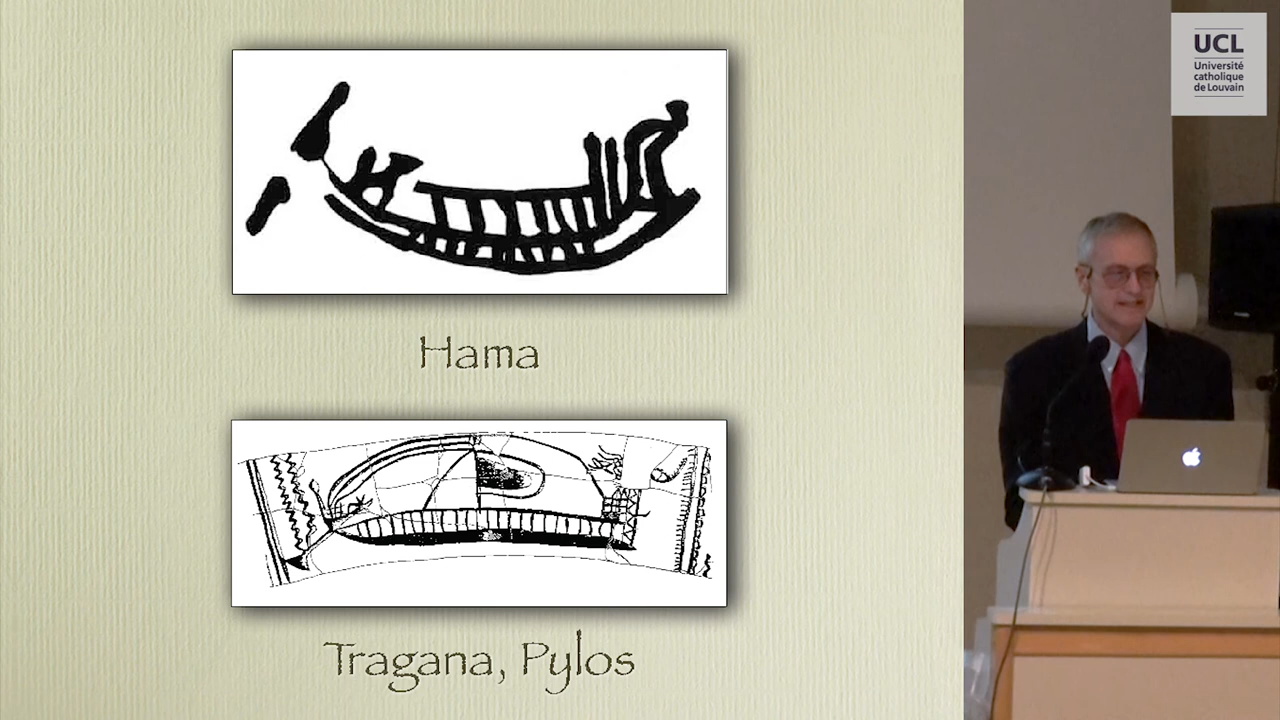 Hama
Tragana, Pylos
UCL
Université
catholique
de Louvain